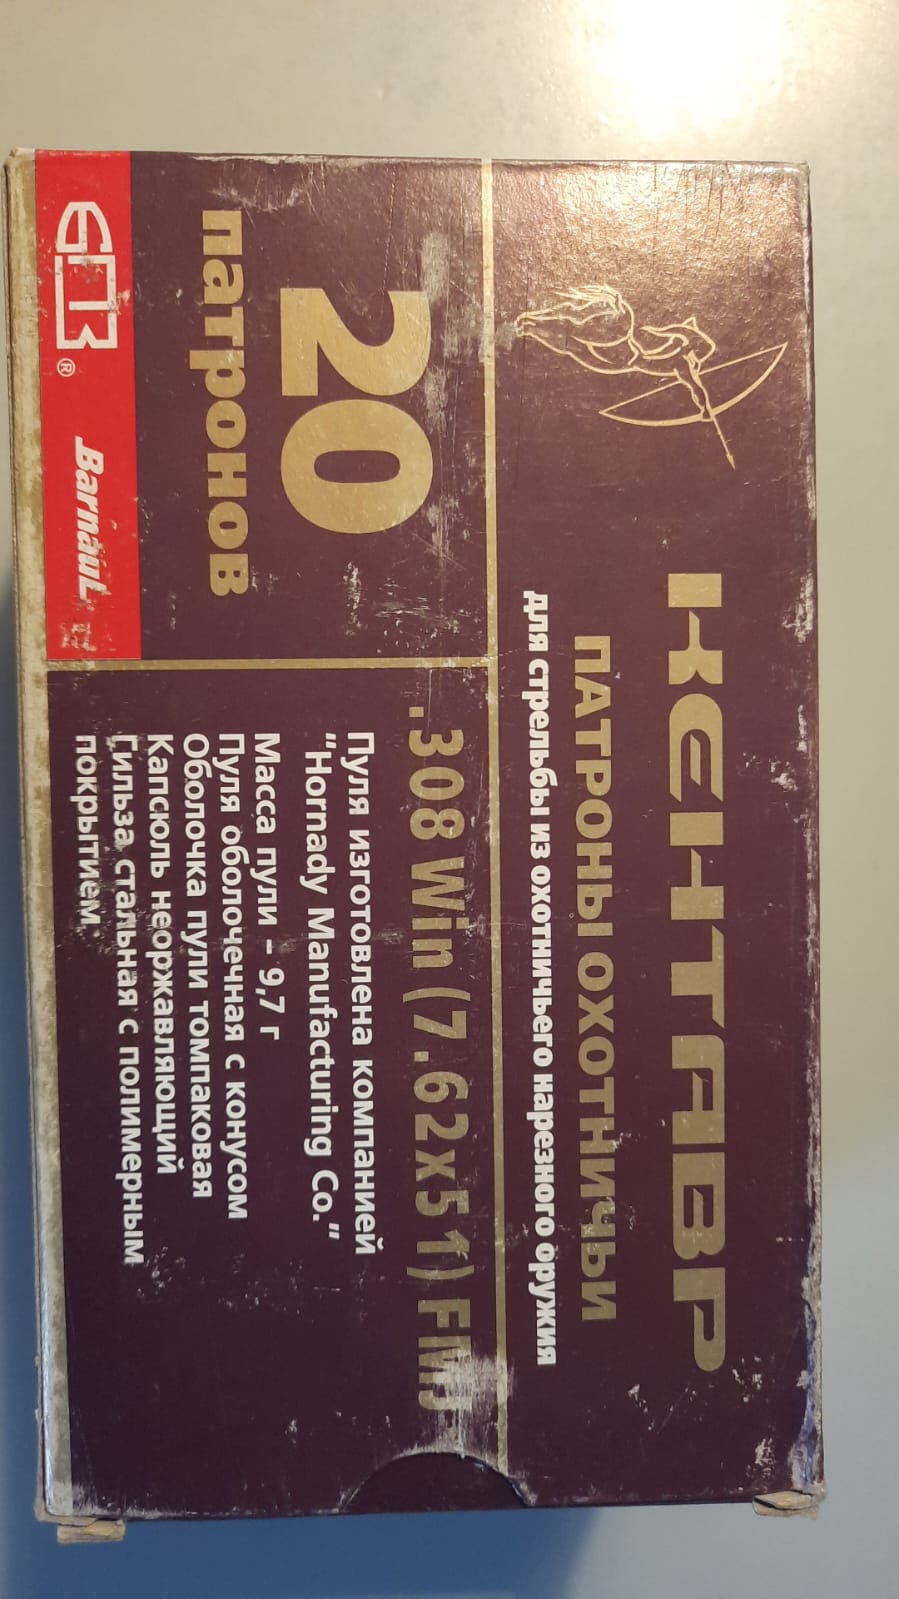 КЕНТАВР
ПАТРОНЫ ОХОТНИЧЬИ
для стрельбы из охотничьего нарезного оружия
20
патронов
БПЗ®
Barnaul
.308 Win (7.62x51) FMJ
Пуля изготовлена компанией
"Hornady Manufacturing Co."
Масса пули – 9,7 г
Пуля оболоченная с конусом
Оболочка пули томпаковая
Капсюль неоржавляющий
Гильза стальная с полимерным
покрытием